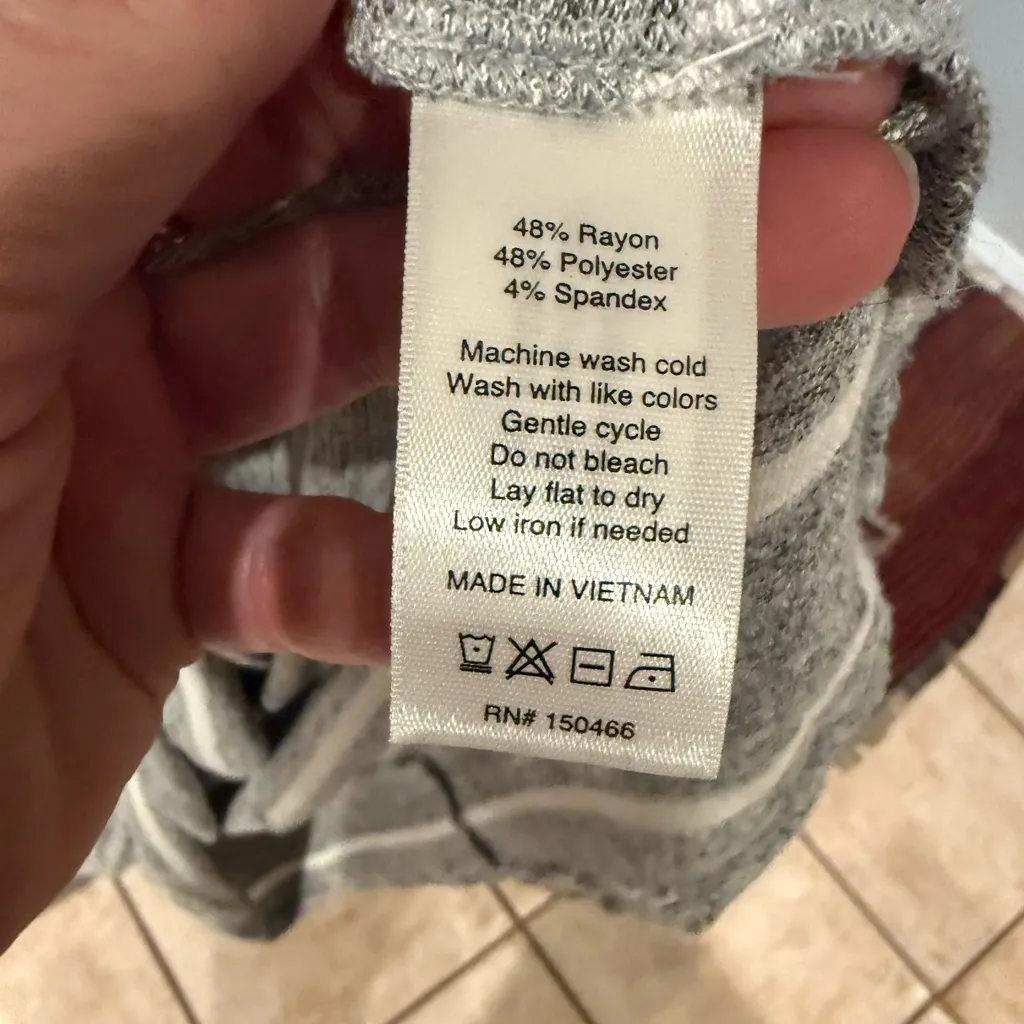 48% Rayon
48% Polyester
4% Spandex
Machine wash cold
Wash with like colors
Gentle cycle
Do not bleach
Lay flat to dry
Low iron if needed
MADE IN VIETNAM
RN# 150466